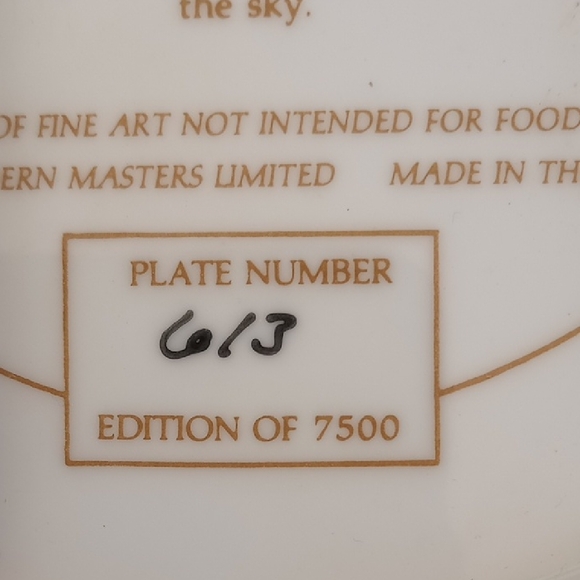 the sky.
OF FINE ART NOT INTENDED FOR FOOD
ERN MASTERS LIMITED MADE IN TH
PLATE NUMBER
613
EDITION OF 7500